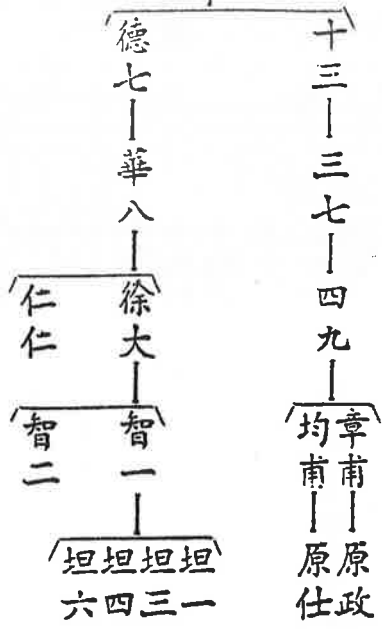 十三
三七
四九
章甫
原政
均甫
原仕
德七
華八
徐大
仁仁
智一
智二
坦一
坦三
坦四
坦六